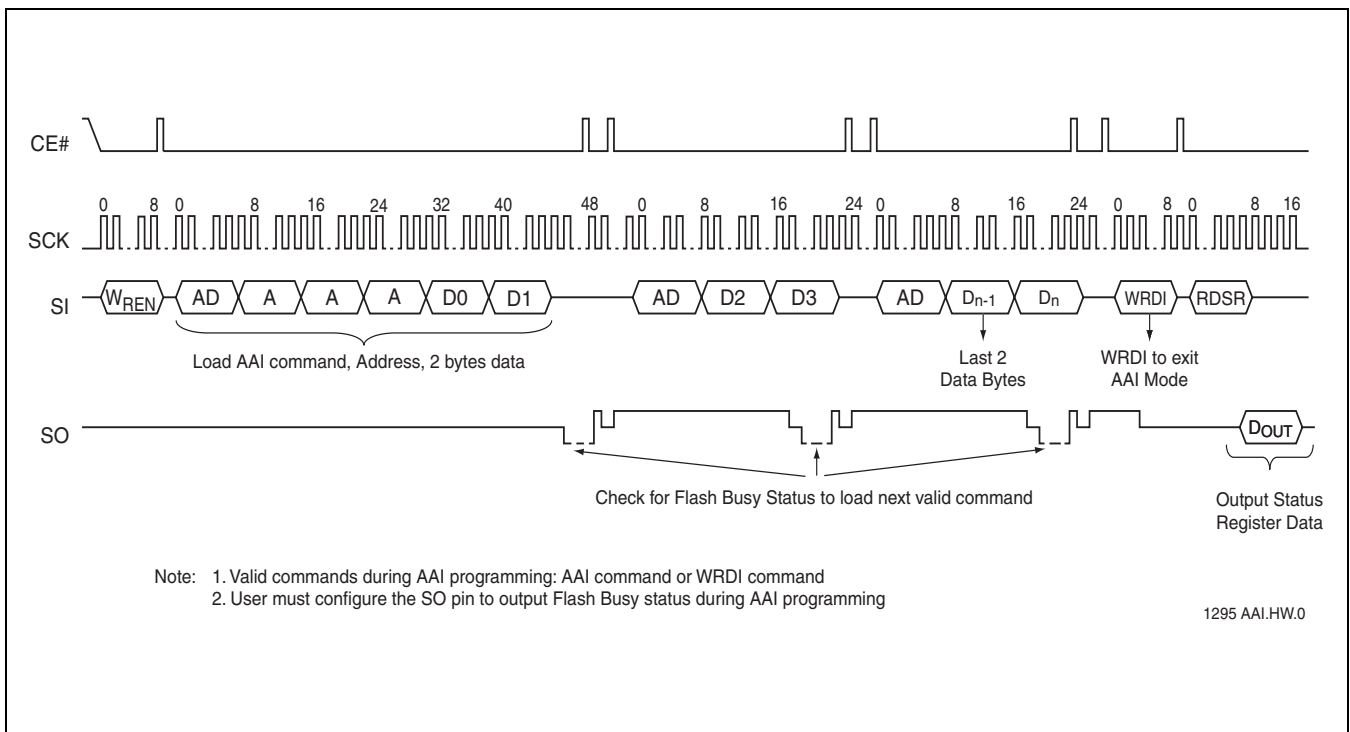 CE#
0 8 0 8 16 24 32 40 48 0 8 16 24 0 8 16 24 0 8 0 8 16
SCK
SI WREN AD A A A D0 D1 AD D2 D3 AD Dn-1 Dn WRDI RDSR
Load AAI command, Address, 2 bytes data
Last 2
Data Bytes
WRDI to exit
AAI Mode
SO DOUT
Check for Flash Busy Status to load next valid command
Output Status
Register Data
Note: 1. Valid commands during AAI programming: AAI command or WRDI command
2. User must configure the SO pin to output Flash Busy status during AAI programming
1295 AAI.HW.0